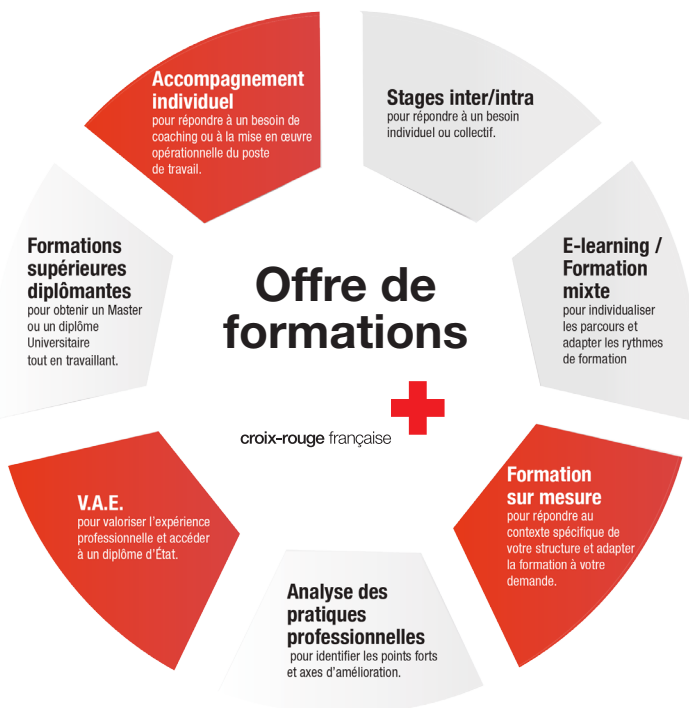 Accompagnement
individuel
pour répondre à un besoin de
coaching ou à la mise en œuvre
opérationnelle du poste
de travail.
Stages inter/intra
pour répondre à un besoin
individuel ou collectif.
E-learning /
Formation
mixte
pour individualiser
les parcours et
adapter les rythmes
de formation
Formation
sur mesure
pour répondre au
contexte spécifique de
votre structure et adapter
la formation à votre
demande.
Analyse des
pratiques
professionnelles
pour identifier les points forts
et axes d'amélioration.
V.A.E.
pour valoriser l'expérience
professionnelle et accéder
à un diplôme d'État.
Formations
supérieures
diplômantes
pour obtenir un Master
ou un diplôme
Universitaire
tout en travaillant.
Offre de
formations
croix-rouge française